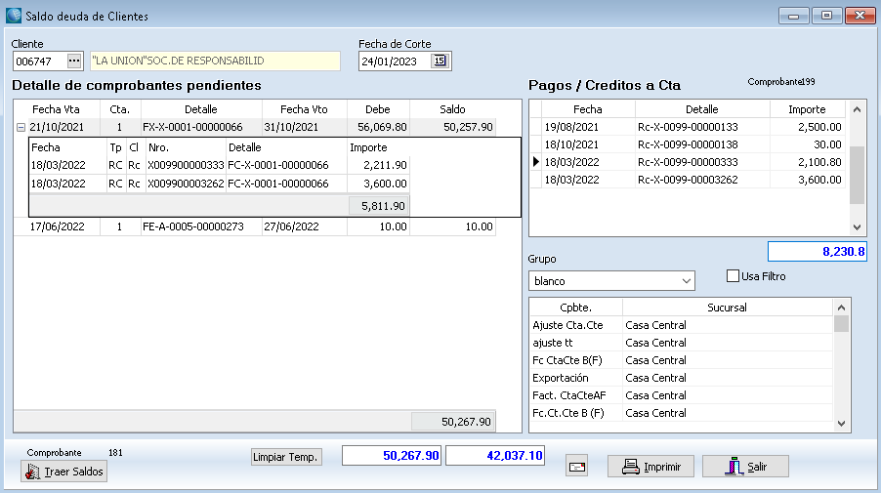 Saldo deuda de Clientes
Cliente
Fecha de Corte
006747 ... "LA UNION"SOC.DE RESPONSABILID
24/01/2023 15
Detalle de comprobantes pendientes
Pagos / Creditos a Cta
Comprobante199
Fecha Vta Cta. Detalle Fecha Vto Debe Saldo
21/10/2021 1 FX-X-0001-00000066 31/10/2021 56,069.80 50,257.90
Fecha Tp Cl Nro. Detalle Importe
18/03/2022 RC Rc X009900000333 FC-X-0001-00000066 2,211.90
18/03/2022 RC Rc X009900003262 FC-X-0001-00000066 3,600.00
5,811.90
17/06/2022 1 FE-A-0005-00000273 27/06/2022 10.00 10.00
50,267.90
Fecha Detalle Importe
19/08/2021 Rc-X-0099-00000133 2,500.00
18/10/2021 Rc-X-0099-00000138 30.00
18/03/2022 Rc-X-0099-00000333 2,100.80
18/03/2022 Rc-X-0099-00003262 3,600.00
8,230.8
Grupo
blanco
Usa Filtro
Cpbte. Sucursal
Ajuste Cta.Cte Casa Central
ajuste tt Casa Central
Fc CtaCte B(F) Casa Central
Exportación Casa Central
Fact. CtaCteAF Casa Central
Fc.Ct.Cte B (F) Casa Central
Comprobante 181
Traer Saldos
Limpiar Temp.
50,267.90
42,037.10
Imprimir
Salir